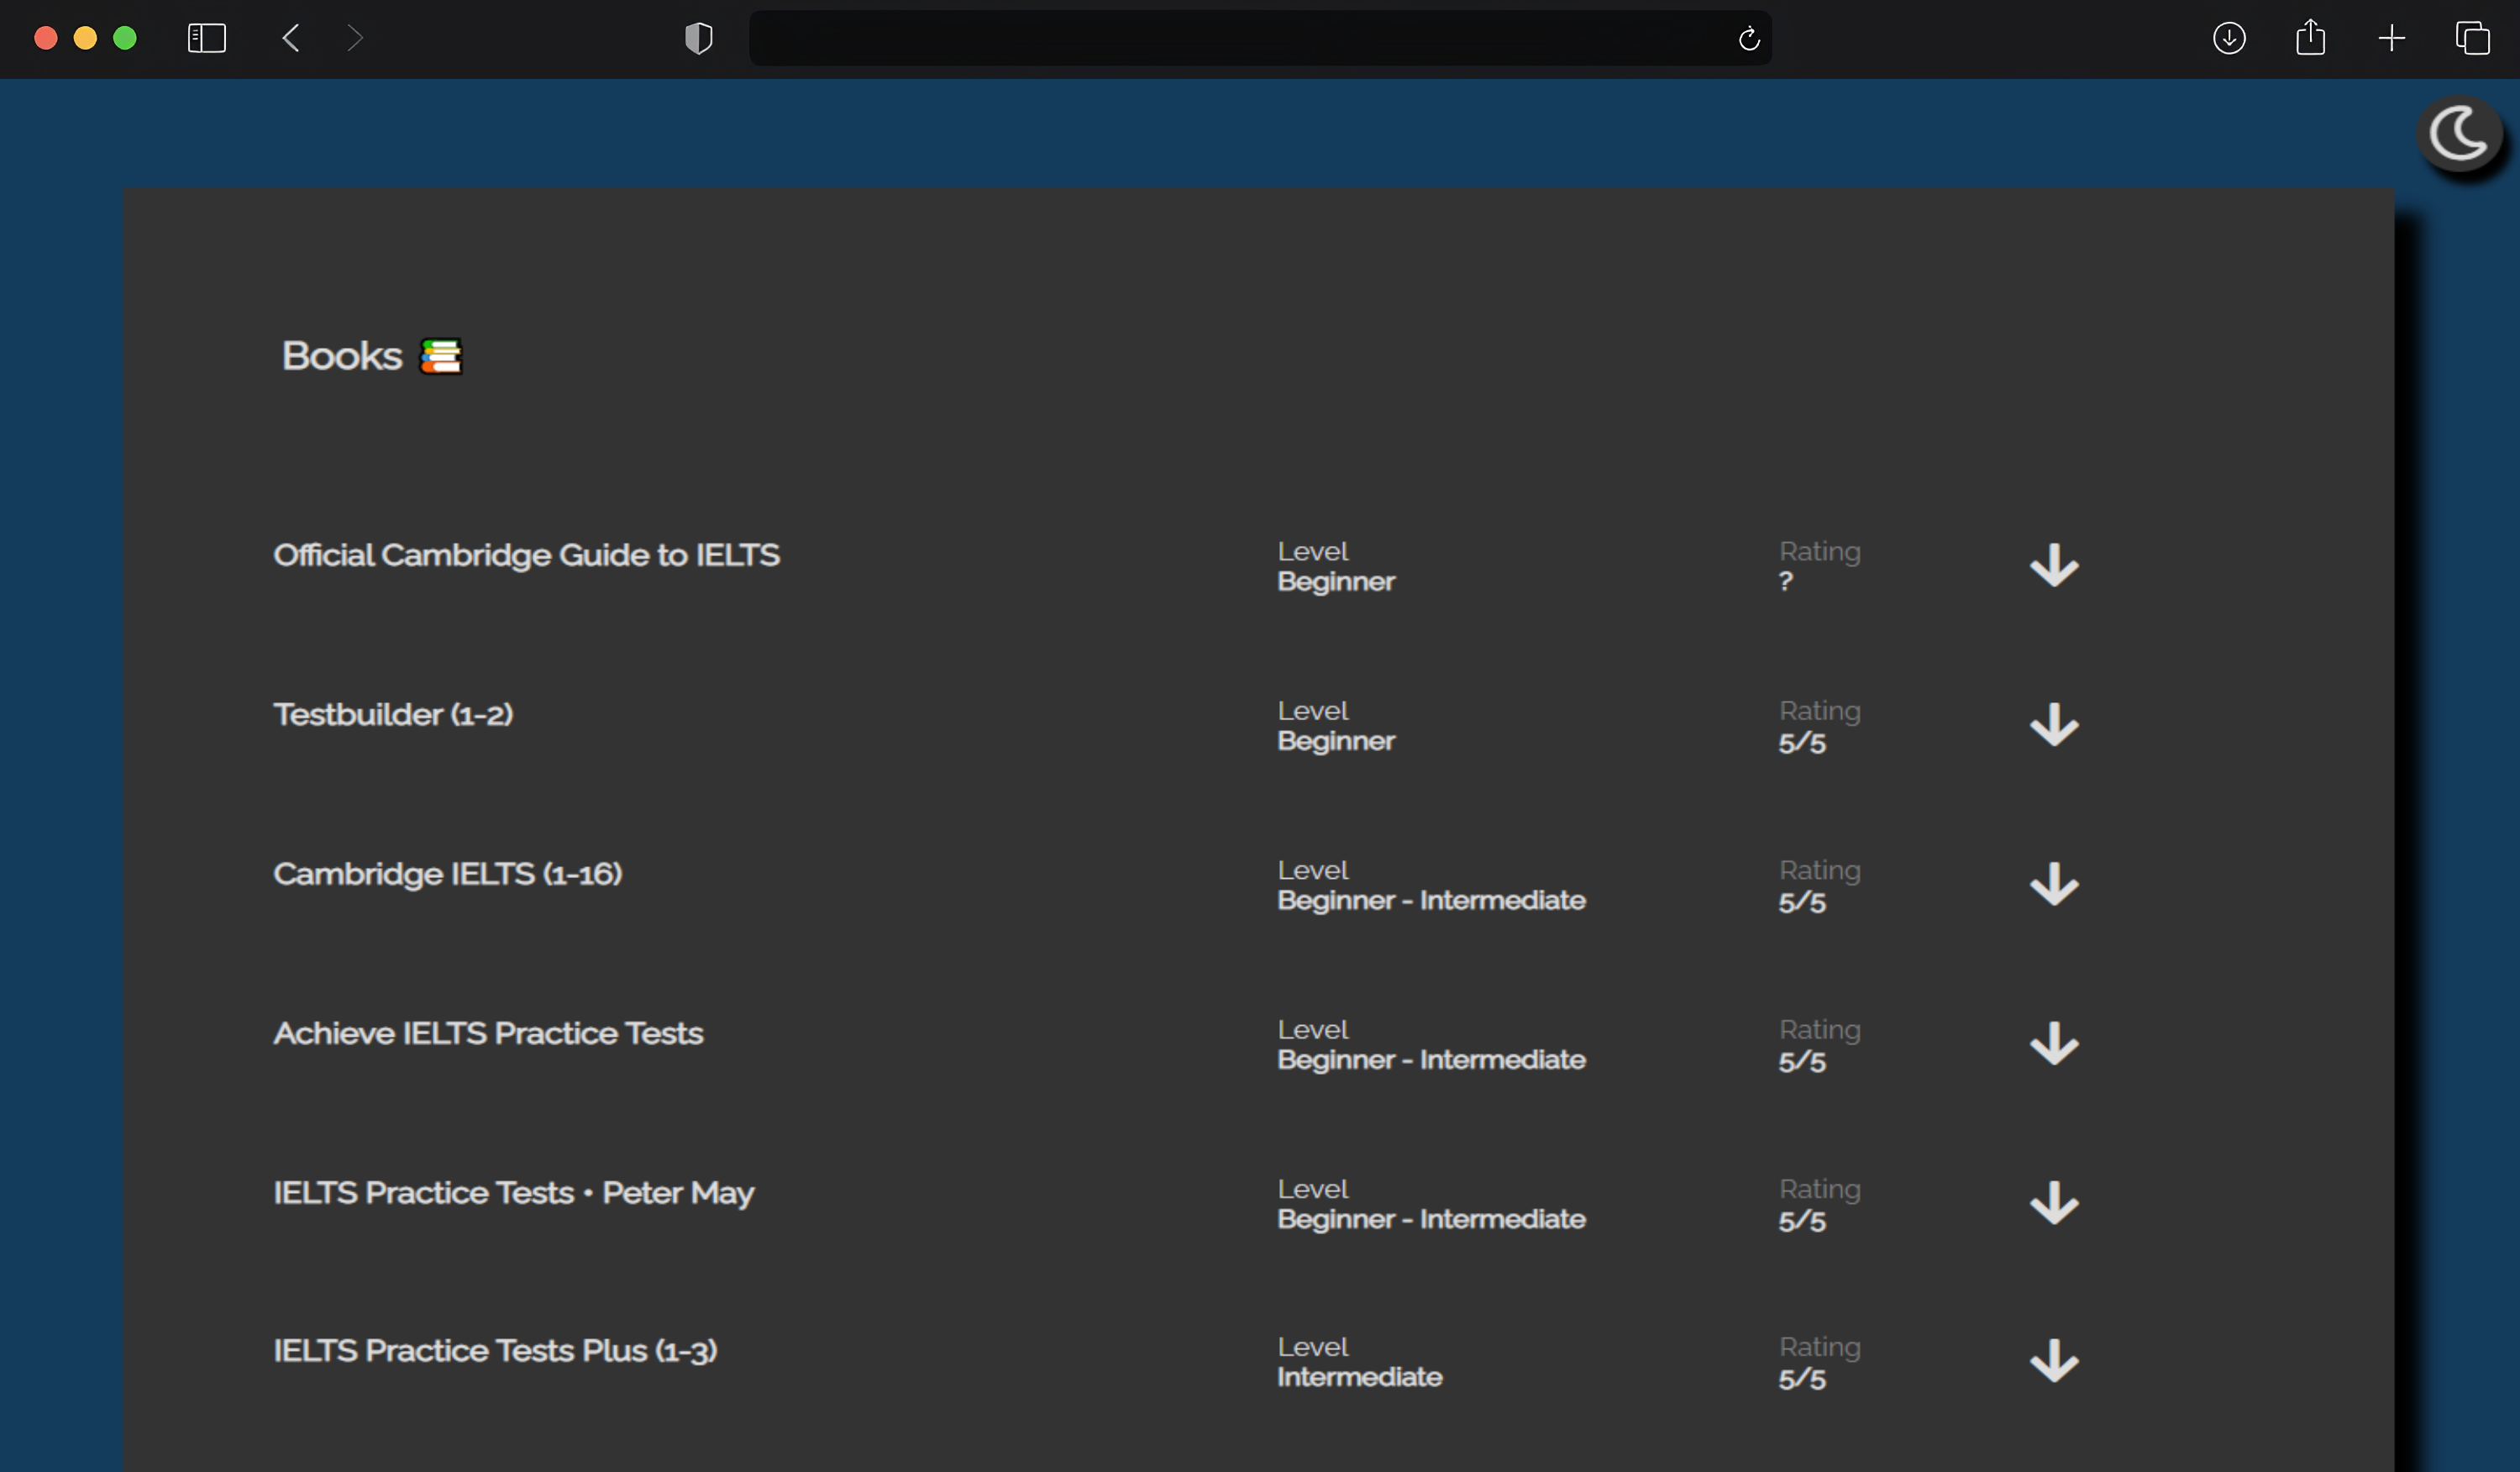 Books
Official Cambridge Guide to IELTS
Level
Beginner
Rating
?
Testbuilder (1-2)
Level
Beginner
Rating
5/5
Cambridge IELTS (1-16)
Level
Beginner - Intermediate
Rating
5/5
Achieve IELTS Practice Tests
Level
Beginner - Intermediate
Rating
5/5
IELTS Practice Tests • Peter May
Level
Beginner - Intermediate
Rating
5/5
IELTS Practice Tests Plus (1-3)
Level
Intermediate
Rating
5/5